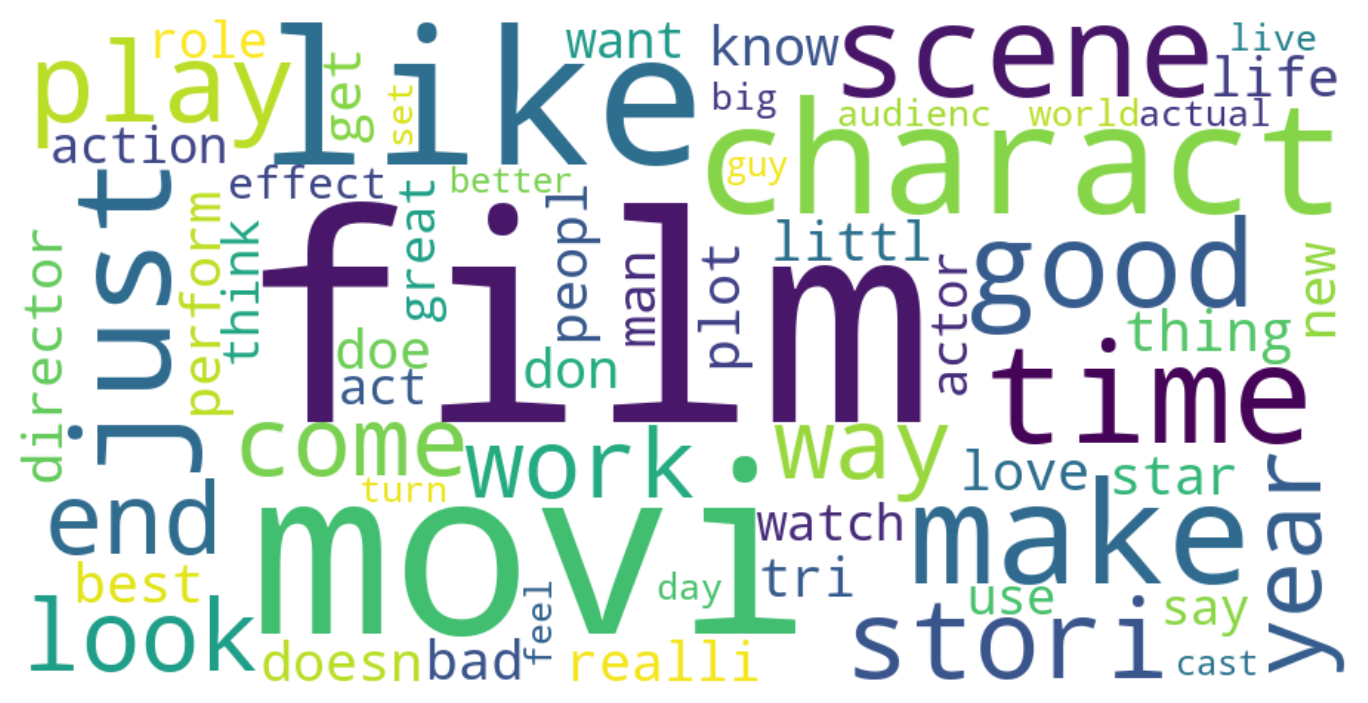 role
like
want
know
scene
live
play
get
set
big
life
action
audienc
world
actual
charact
guy
just
effect
better
great
peopl
film
man
plot
littl
good
new
director
perform
think
doe
act
don
actor
thing
time
come
work
way
love
star
year
turn
end
movi
watch
make
best
look
day
tri
use
say
stori
doesn
bad
feel
realli
cast